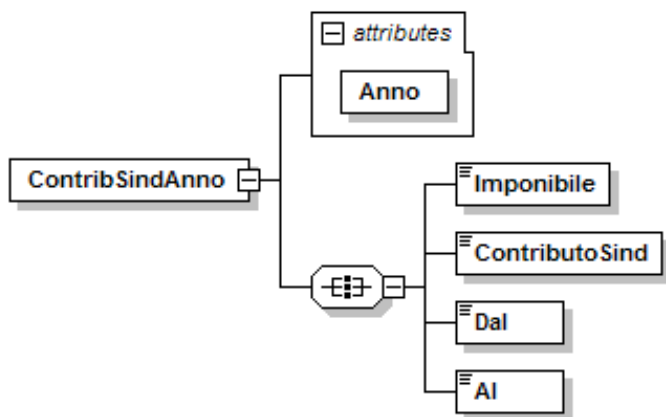 attributes
Anno
ContribSindAnno
Imponibile
ContributoSind
Dal
Al